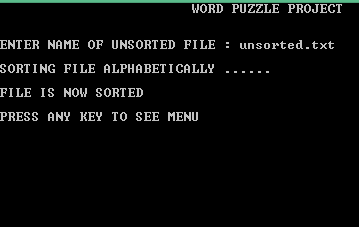 WORD PUZZLE PROJECT
ENTER NAME OF UNSORTED FILE : unsorted.txt
SORTING FILE ALPHABETICALLY ......
FILE IS NOW SORTED
PRESS ANY KEY TO SEE MENU